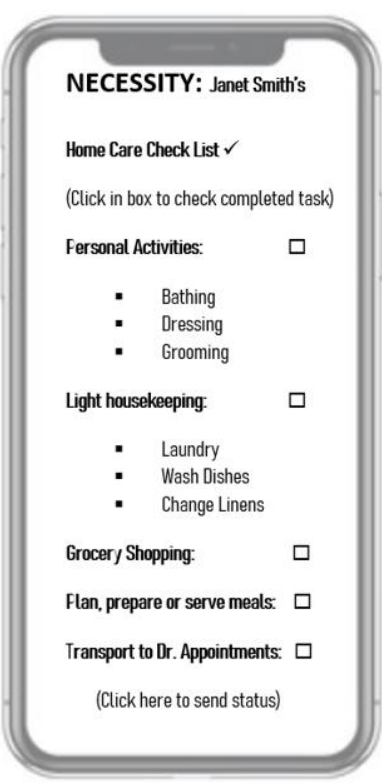 NECESSITY: Janet Smith's
Home Care Check List ✓
(Click in box to check completed task)
Personal Activities: ☐
▪ Bathing
▪ Dressing
▪ Grooming
Light housekeeping: ☐
▪ Laundry
▪ Wash Dishes
▪ Change Linens
Grocery Shopping: ☐
Plan, prepare or serve meals: ☐
Transport to Dr. Appointments: ☐
(Click here to send status)